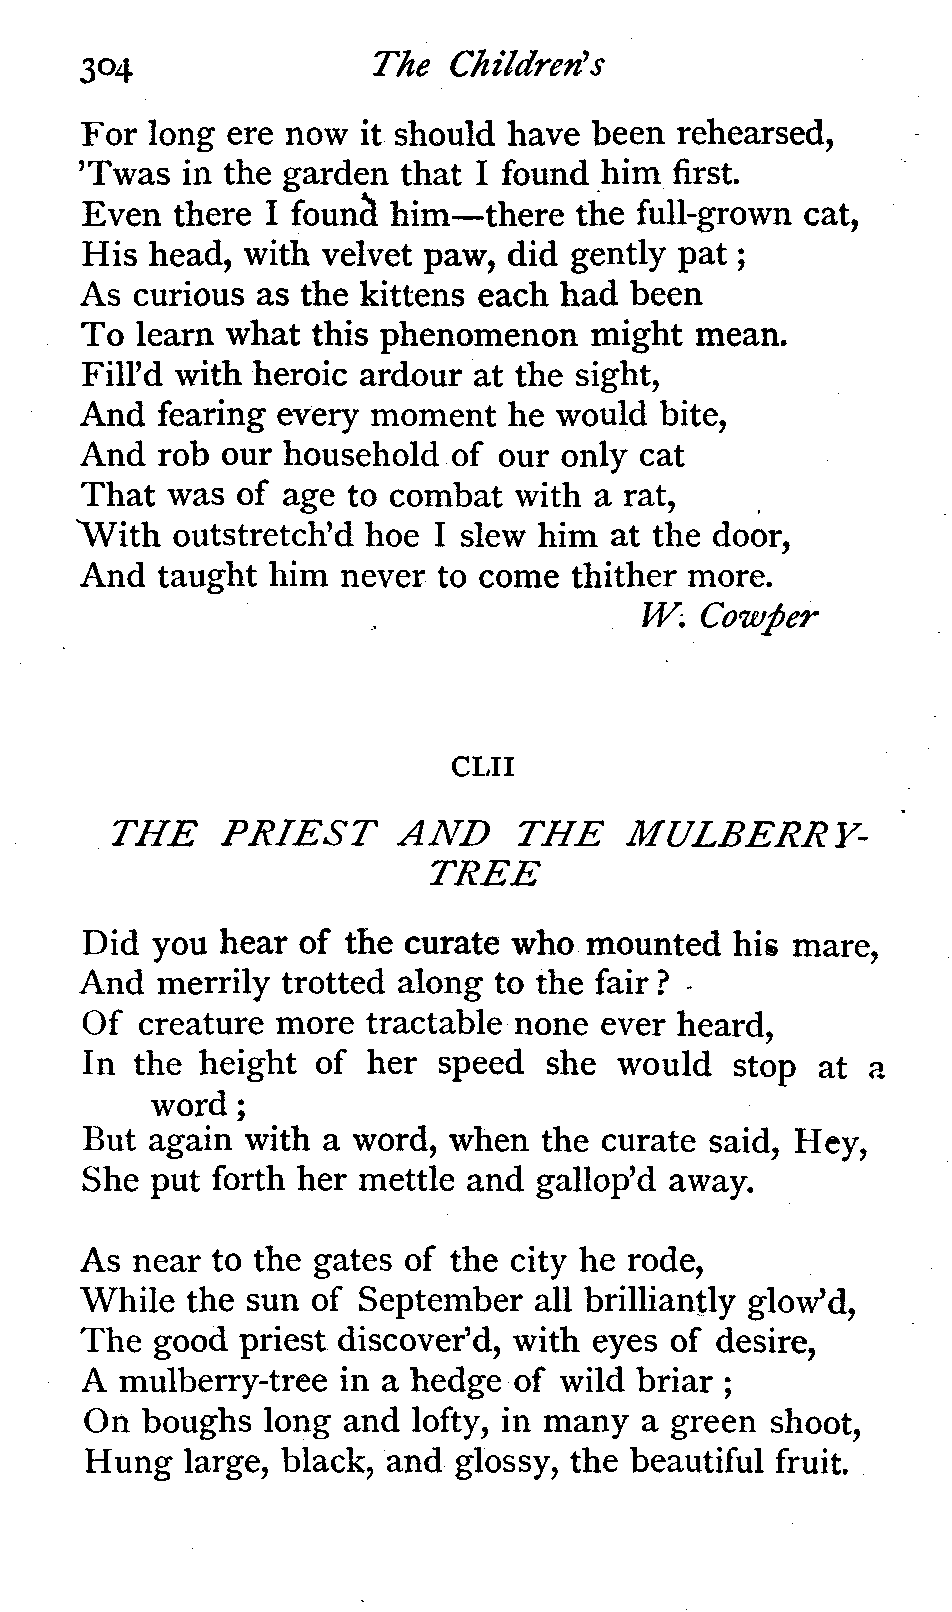 304 The Children's
For long ere now it should have been rehearsed,
'Twas in the garden that I found him first.
Even there I found him—there the full-grown cat,
His head, with velvet paw, did gently pat ;
As curious as the kittens each had been
To learn what this phenomenon might mean.
Fill'd with heroic ardour at the sight,
And fearing every moment he would bite,
And rob our household of our only cat
That was of age to combat with a rat,
With outstretch'd hoe I slew him at the door,
And taught him never to come thither more.
W. Cowper
CLII
THE PRIEST AND THE MULBERRY-
TREE
Did you hear of the curate who mounted his mare,
And merrily trotted along to the fair ?
Of creature more tractable none ever heard,
In the height of her speed she would stop at a
word ;
But again with a word, when the curate said, Hey,
She put forth her mettle and gallop'd away.
As near to the gates of the city he rode,
While the sun of September all brilliantly glow'd,
The good priest discover'd, with eyes of desire,
A mulberry-tree in a hedge of wild briar ;
On boughs long and lofty, in many a green shoot,
Hung large, black, and glossy, the beautiful fruit.